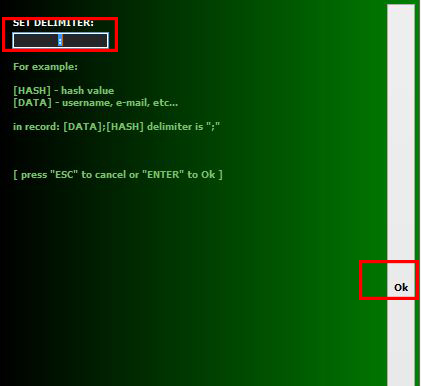 SET DELIMITER:
:
For example:
[HASH] - hash value
[DATA] - username, e-mail, etc...
in record: [DATA];[HASH] delimiter is ";"
[ press "ESC" to cancel or "ENTER" to Ok ]
Ok